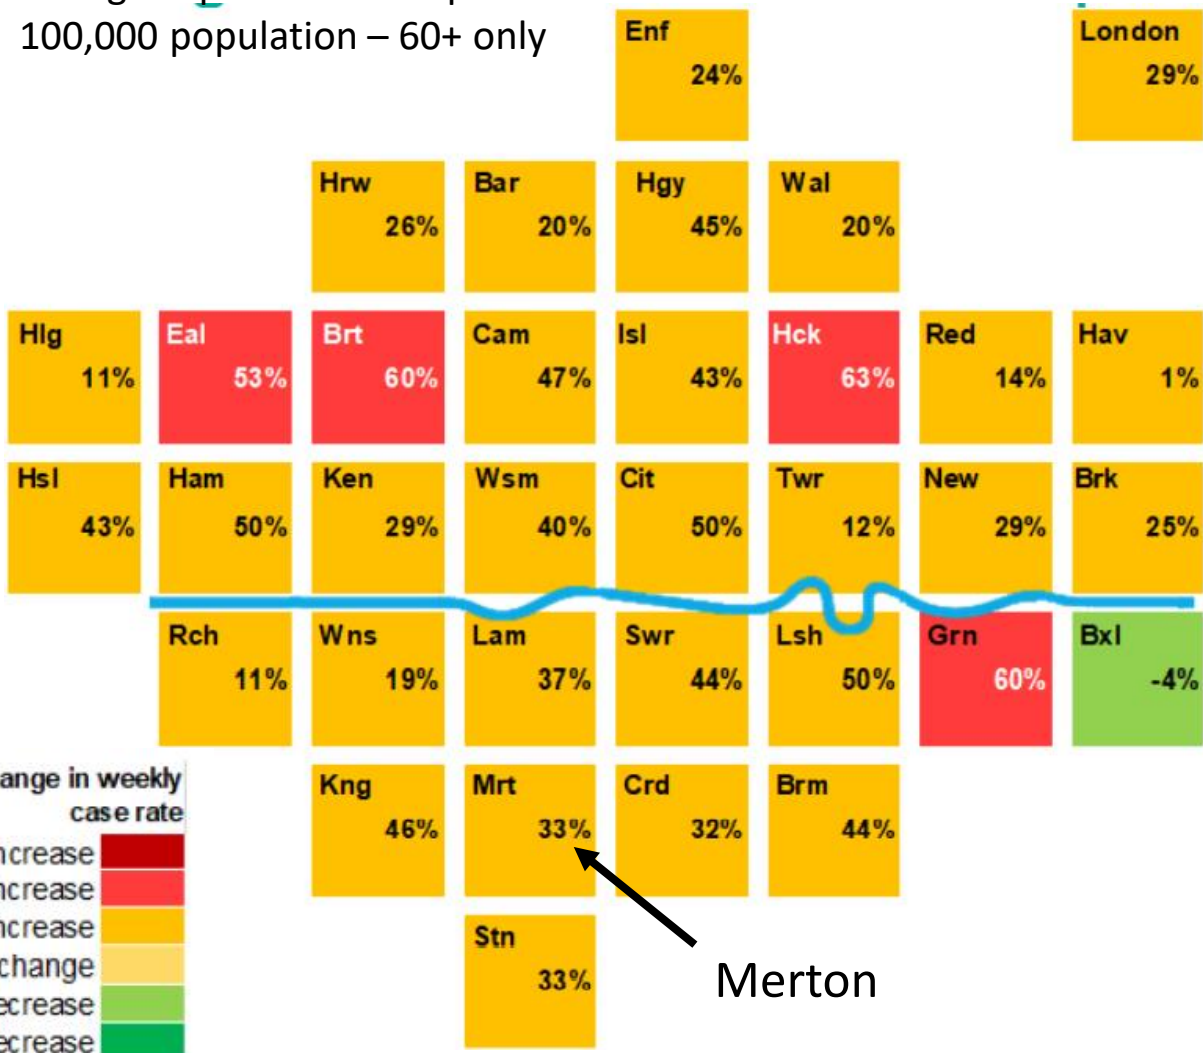 100,000 population – 60+ only
Enf
24%
London
29%
Hrw
26%
Bar
20%
Hgy
45%
Wal
20%
Hlg
11%
Eal
53%
Brt
60%
Cam
47%
Isl
43%
Hck
63%
Red
14%
Hav
1%
Hsl
43%
Ham
50%
Ken
29%
Wsm
40%
Cit
50%
Twr
12%
New
29%
Brk
25%
Rch
11%
Wns
19%
Lam
37%
Swr
44%
Lsh
50%
Grn
60%
Bxl
-4%
Kng
46%
Mrt
33%
Crd
32%
Brm
44%
Stn
33%
Merton
in weekly
case rate
change